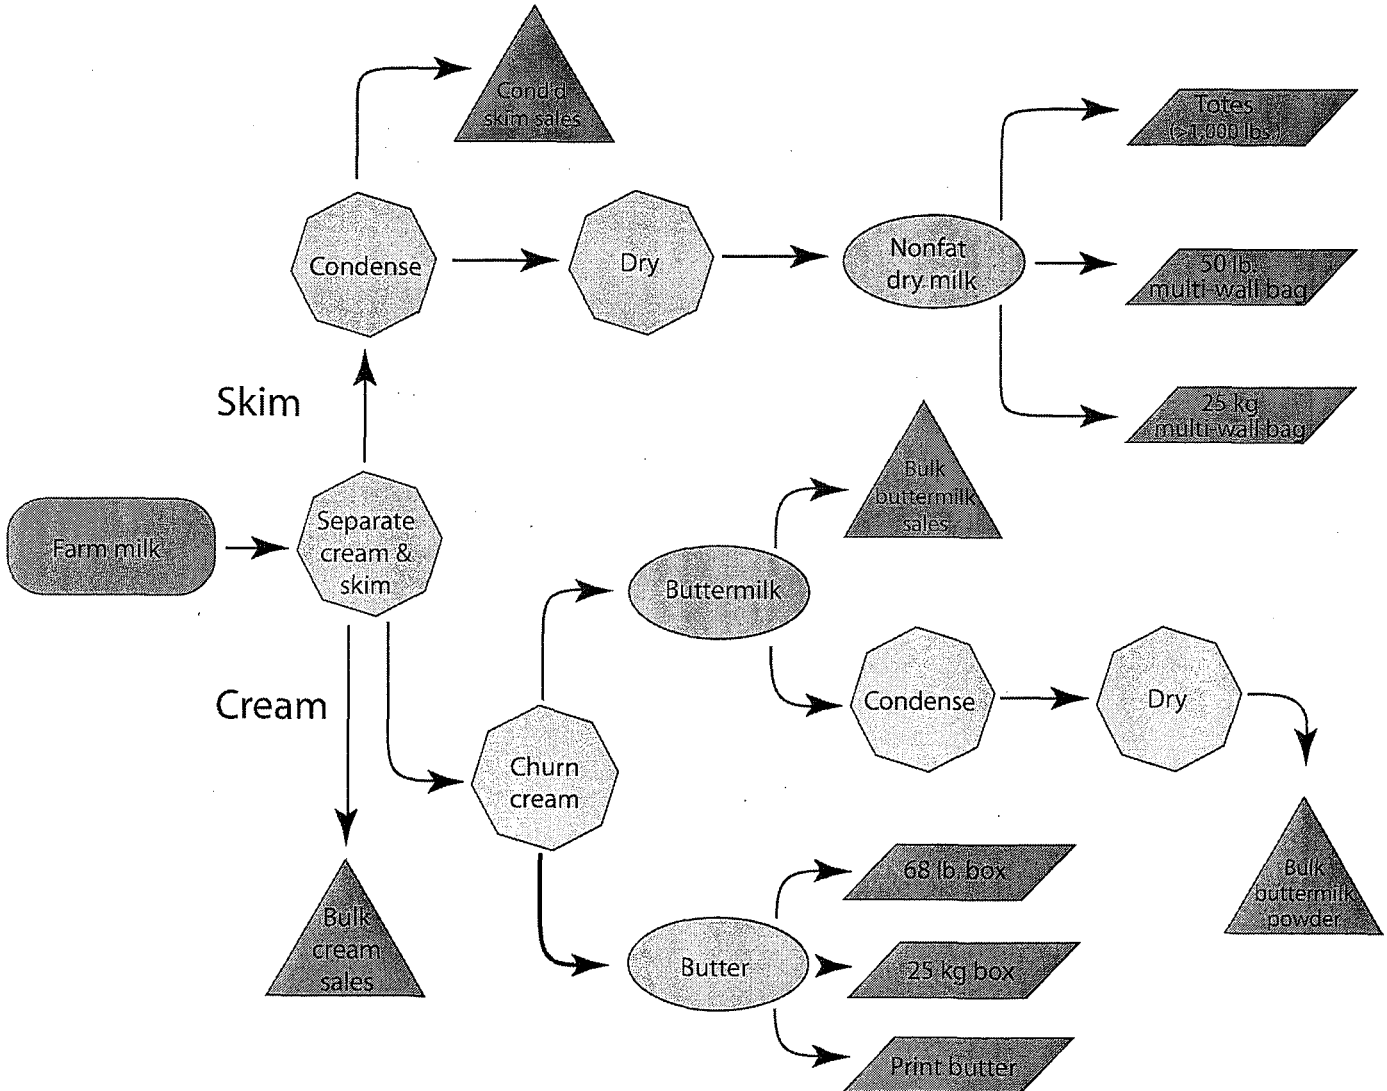 Cond'd
skim sales
Totes
(>1,000 lbs.)
Condense
Dry
Nonfat
dry milk
50 lb.
multi-wall bag
Skim
25 kg
multi-wall bag
Bulk
buttermilk
sales
Farm milk
Separate
cream &
skim
Buttermilk
Cream
Condense
Dry
Churn
cream
68 lb. box
Bulk
buttermilk
powder
Bulk
cream
sales
Butter
25 kg box
Print butter